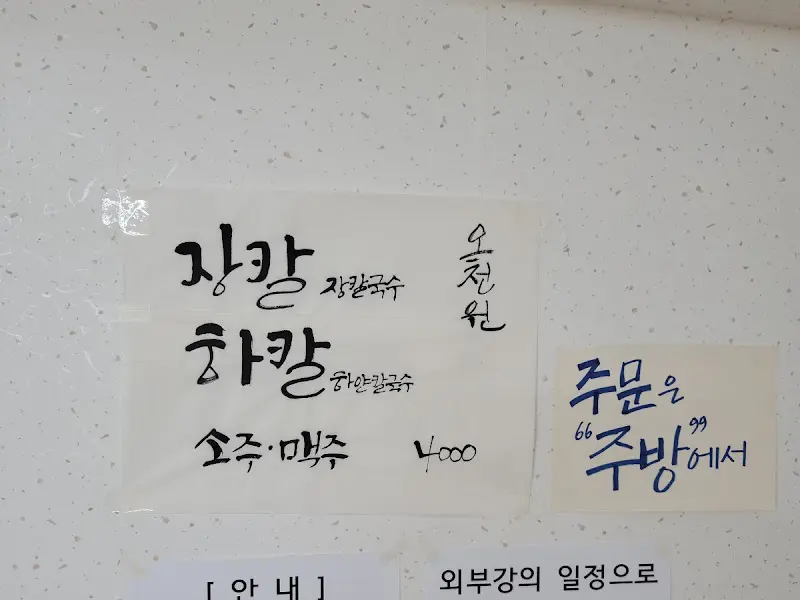 장칼 장칼국수
오천원
하칼 하얀칼국수
소주·맥주 4000
주문은
"주방"에서
[ 안 내 ]
외부강의 일정으로